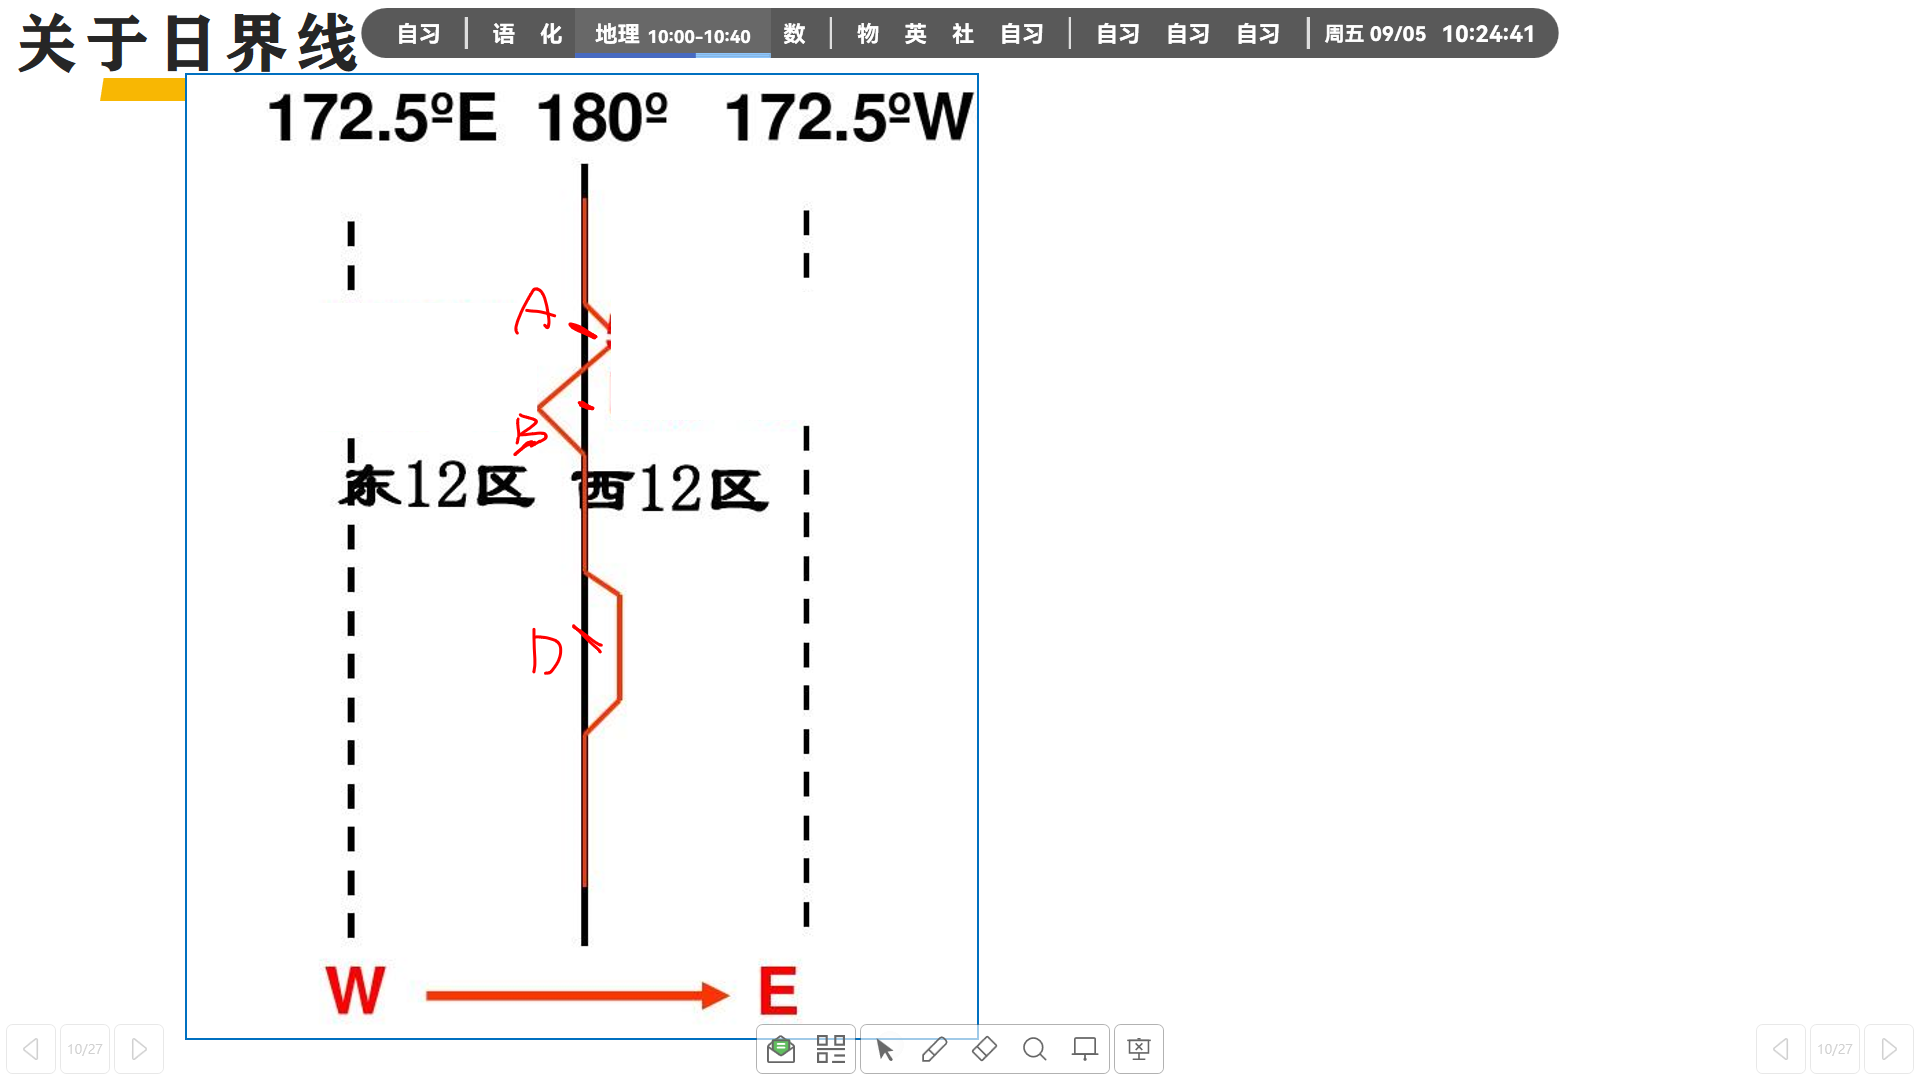 关于日界线
自习 语 化 地理 10:00-10:40 数 物 英 社 自习 自习 自习 自习 周五 09/05 10:24:41
172.5ºE 180º 172.5ºW
A
B
东12区 西12区
D
W E
10/27 10/27